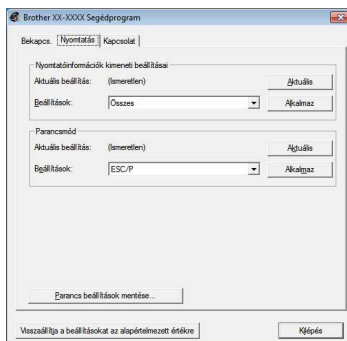 Brother XX-XXXX Segédprogram
Bekapcs. Nyomtatás Kapcsolat
Nyomtatóinformációk kimeneti beállításai
Aktuális beállítás: (Ismeretlen) Aktuális
Beállítások: Összes Alkalmaz
Parancsmód
Aktuális beállítás: (Ismeretlen) Aktuális
Beállítások: ESC/P Alkalmaz
Parancs beállítások mentése...
Visszaállítja a beállításokat az alapértelmezett értékre Kilépés